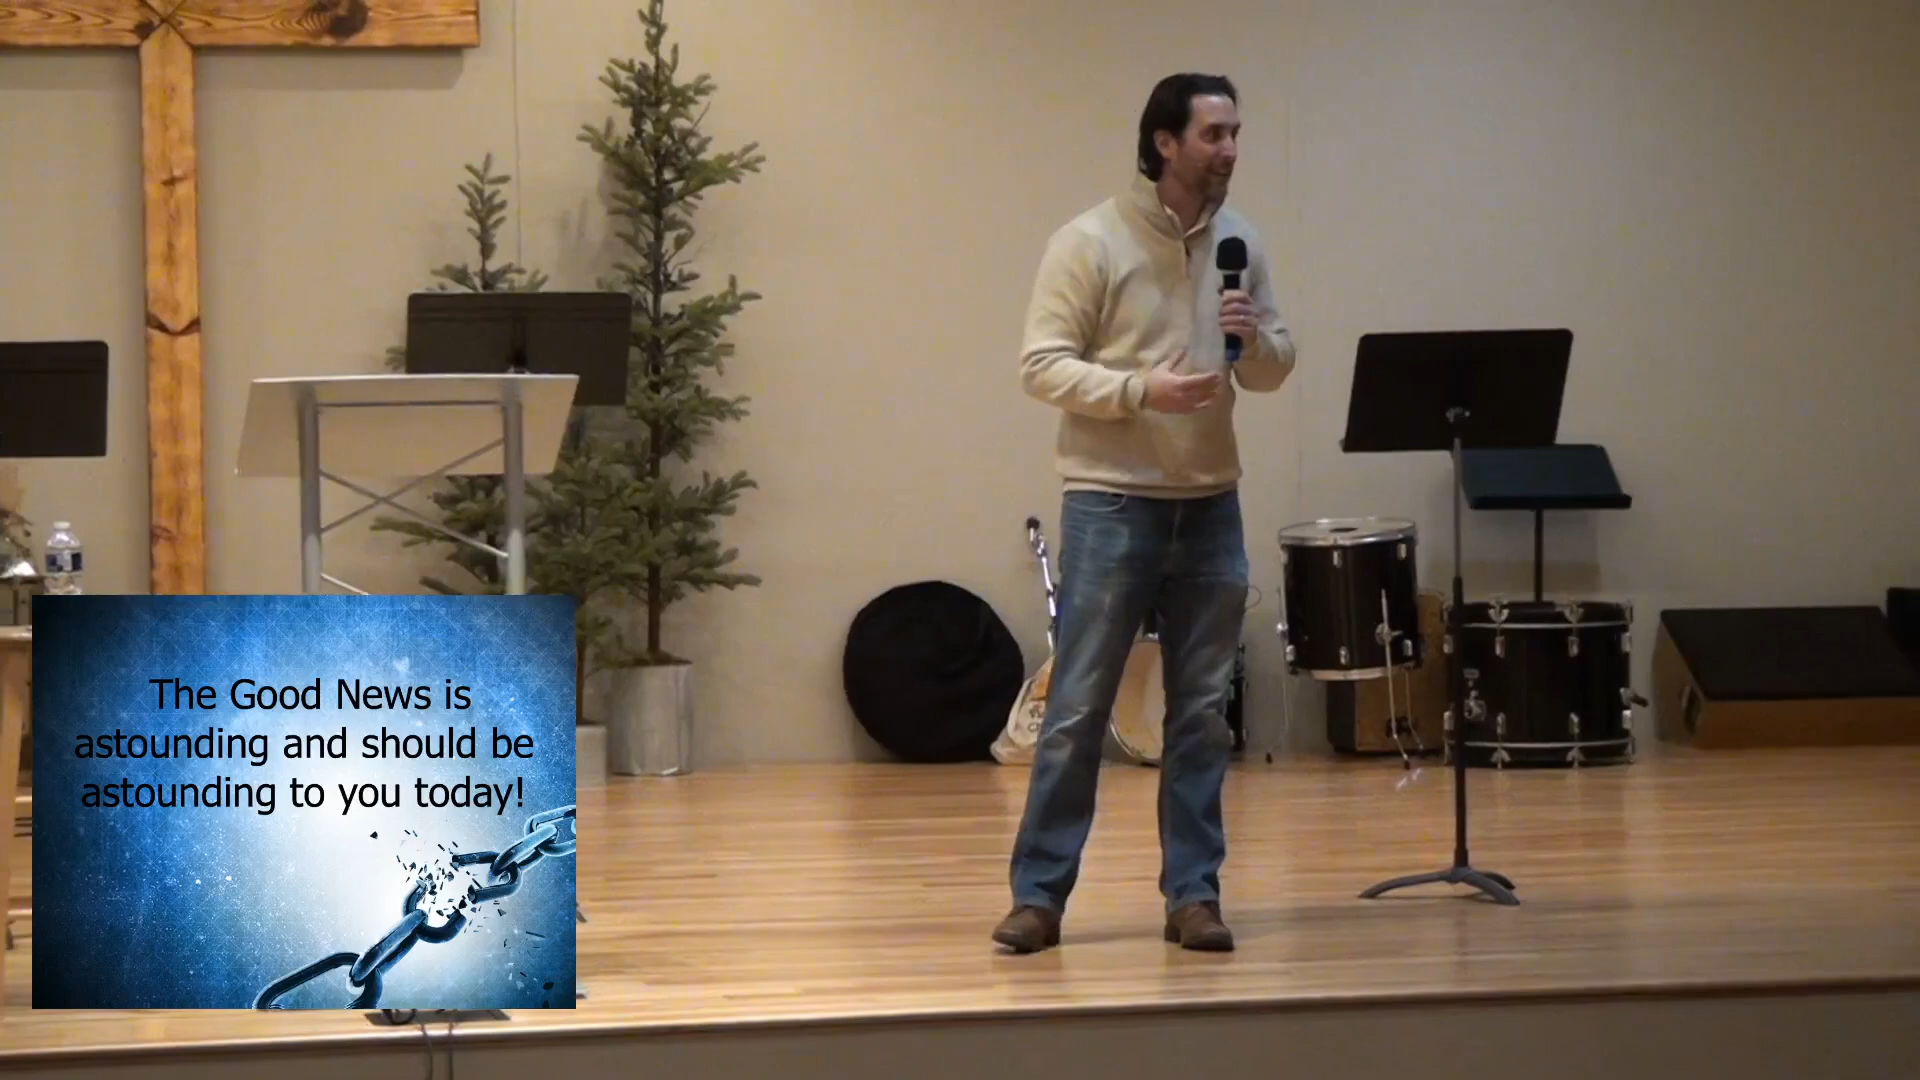 The Good News is
astounding and should be
astounding to you today!